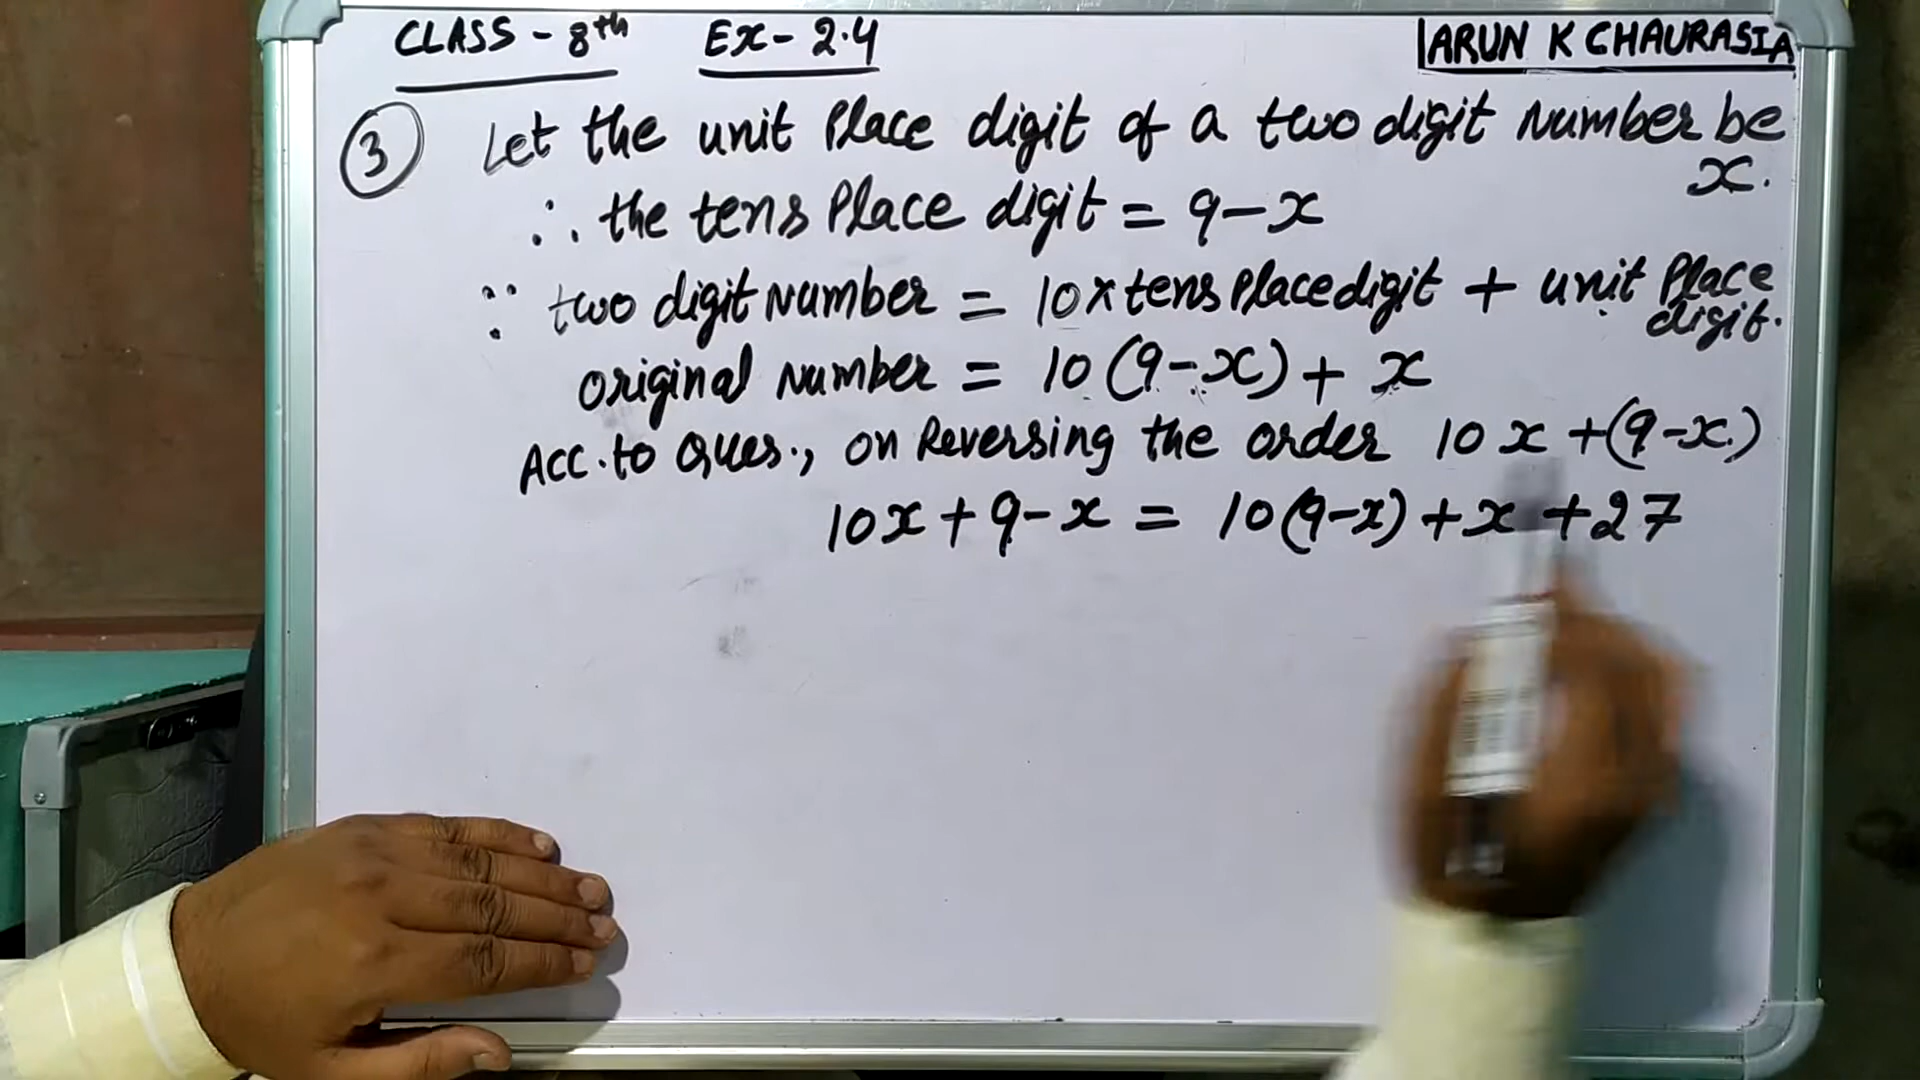 CLASS - 8th Ex- 2.4 TARUN K CHAURASIA
3 Let the unit Place digit of a two digit Number be x.
∴ the tens Place digit = 9-x
∵ two digit Number = 10 x tens Place digit + unit Place digit.
original Number = 10 (9-x) + x
Acc. to Ques., on Reversing the order 10x + (9-x)
10x + 9-x = 10(9-x) + x + 27